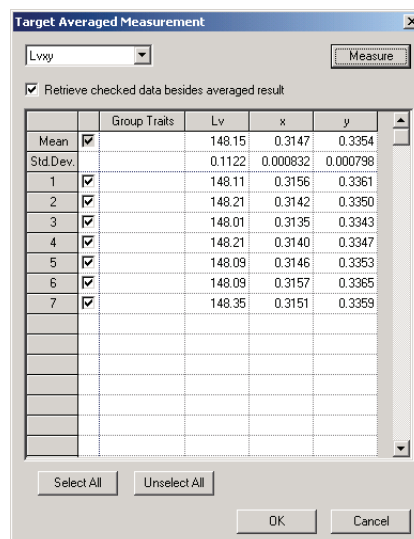 Target Averaged Measurement
Lvxy
Measure
Retrieve checked data besides averaged result
Group Traits Lv x y
Mean 148.15 0.3147 0.3354
Std.Dev. 0.1122 0.000832 0.000798
1 148.11 0.3156 0.3361
2 148.21 0.3142 0.3350
3 148.01 0.3135 0.3343
4 148.21 0.3140 0.3347
5 148.09 0.3146 0.3353
6 148.09 0.3157 0.3365
7 148.35 0.3151 0.3359
Select All Unselect All
OK Cancel